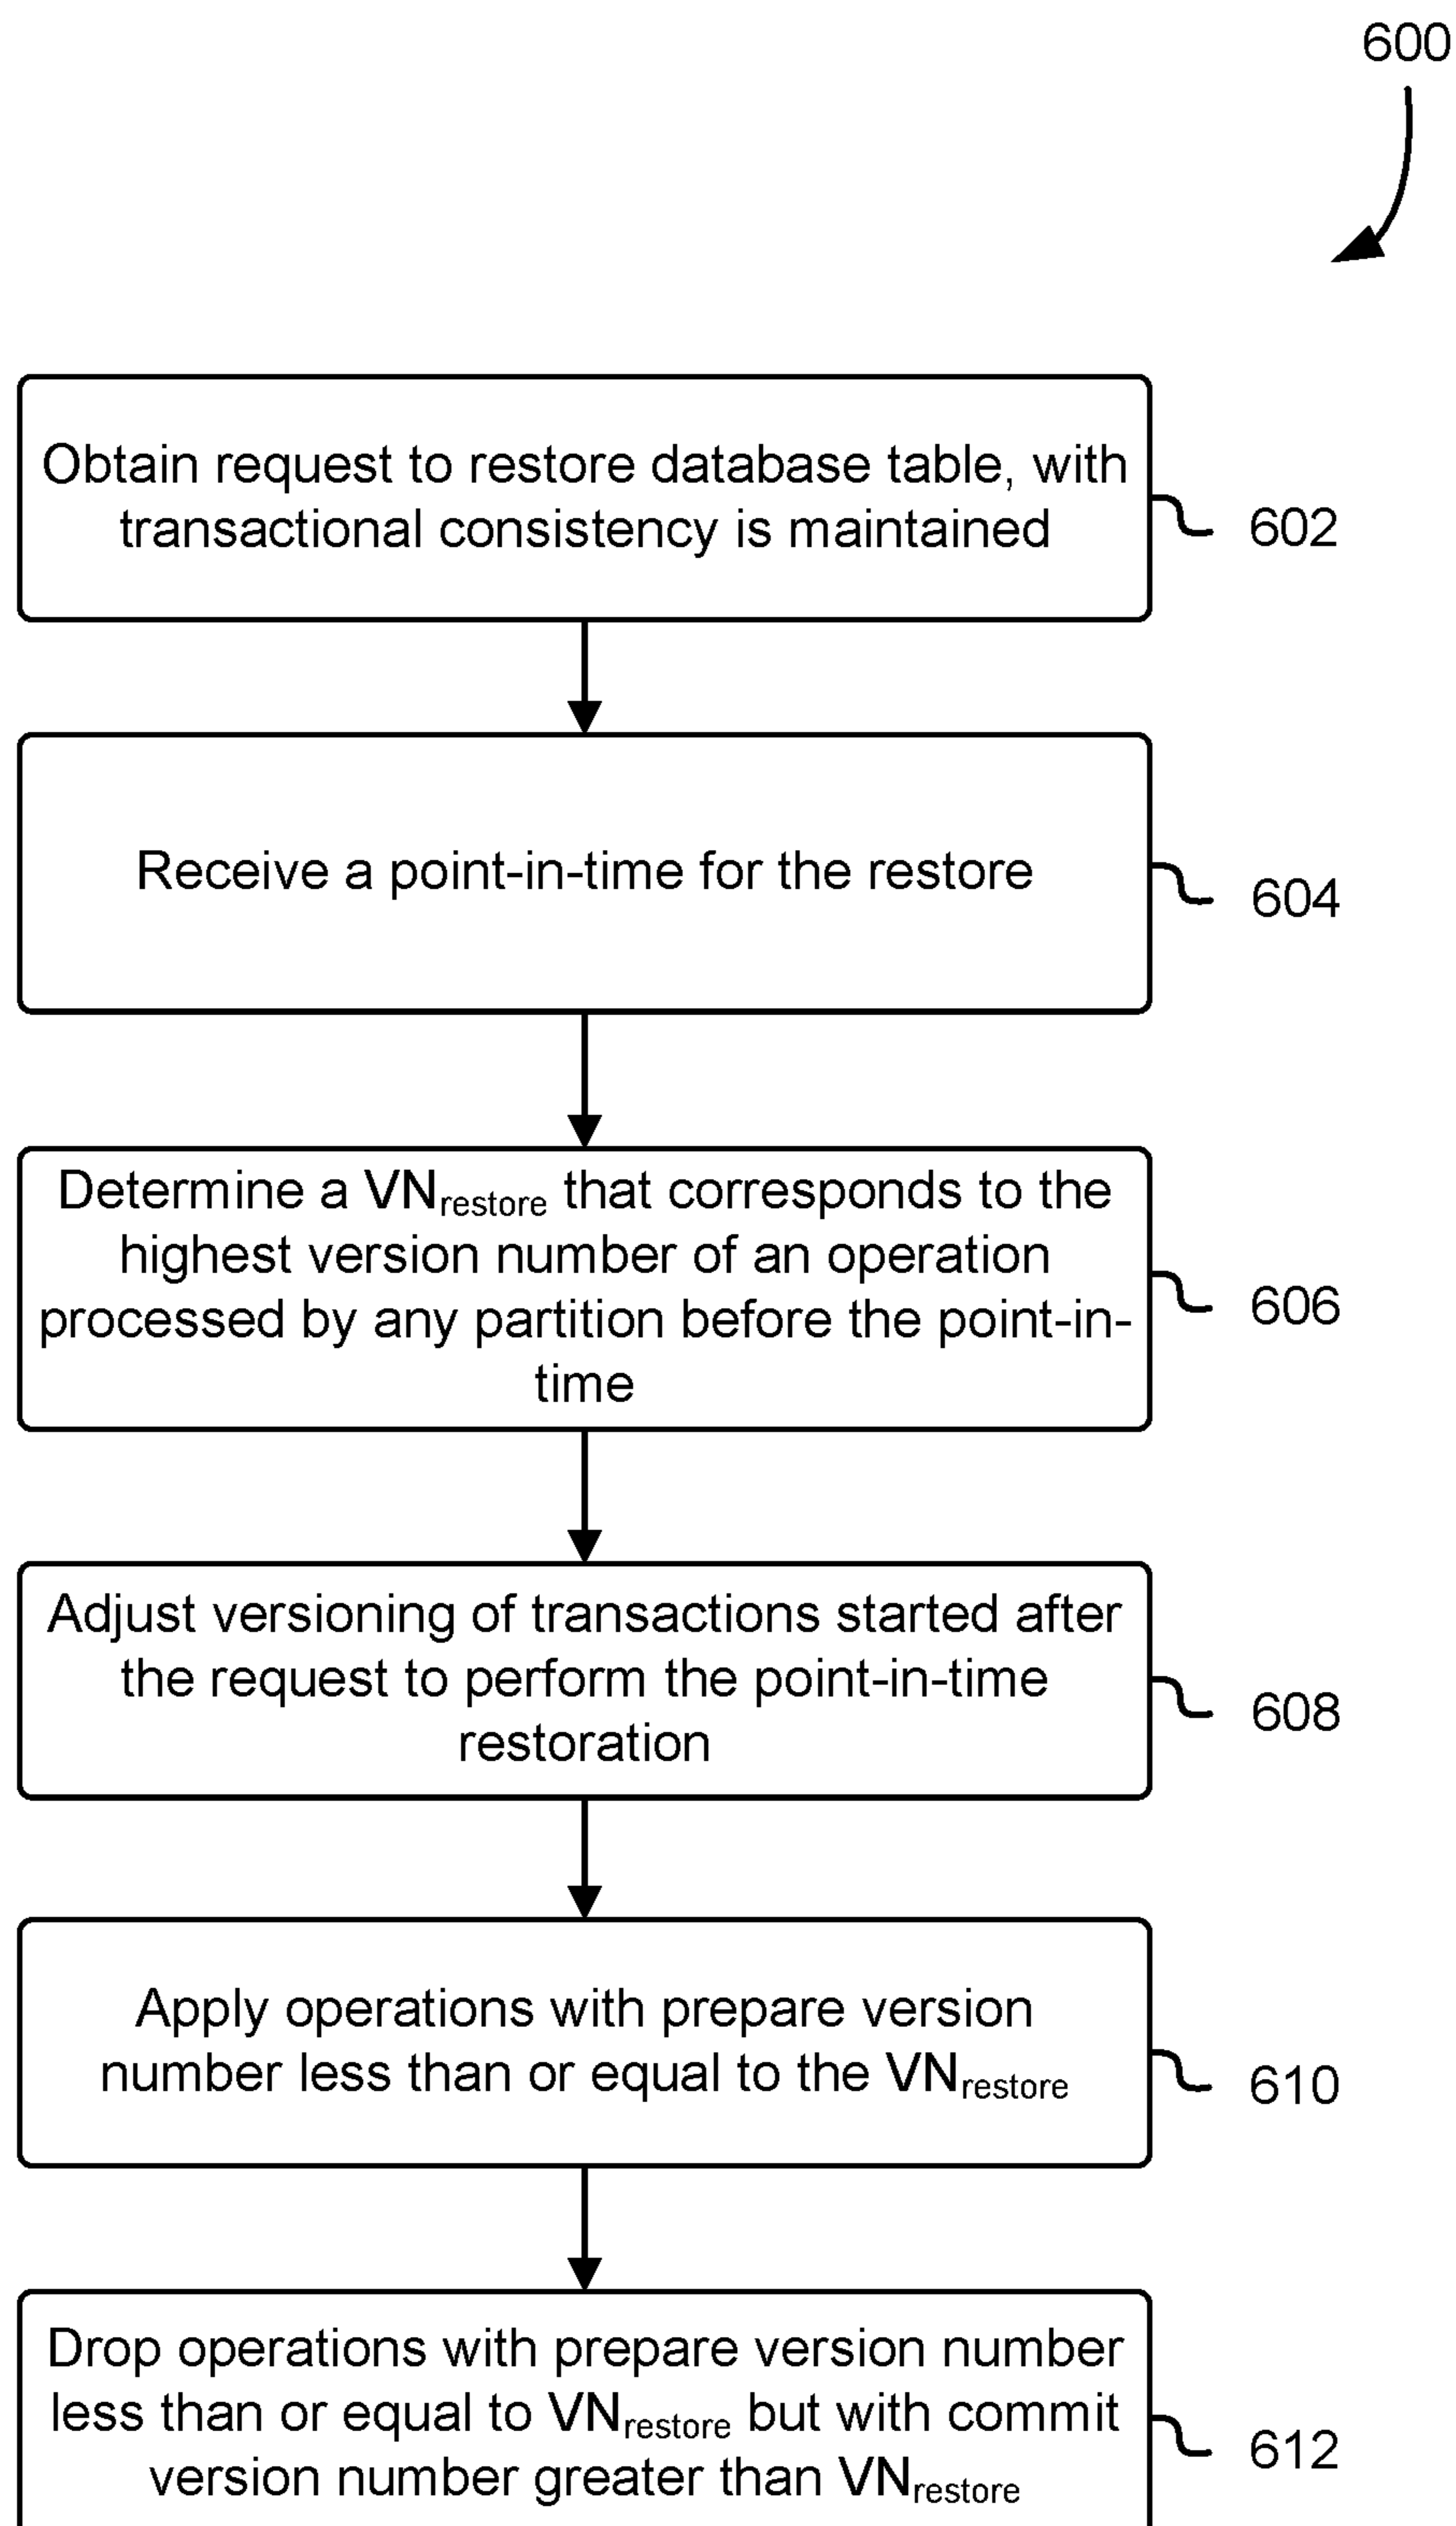 600
Obtain request to restore database table, with
transactional consistency is maintained
602
Receive a point-in-time for the restore
604
Determine a VNrestore that corresponds to the
highest version number of an operation
processed by any partition before the point-in-
time
606
Adjust versioning of transactions started after
the request to perform the point-in-time
restoration
608
Apply operations with prepare version
number less than or equal to the VNrestore
610
Drop operations with prepare version number
less than or equal to VNrestore but with commit
version number greater than VNrestore
612